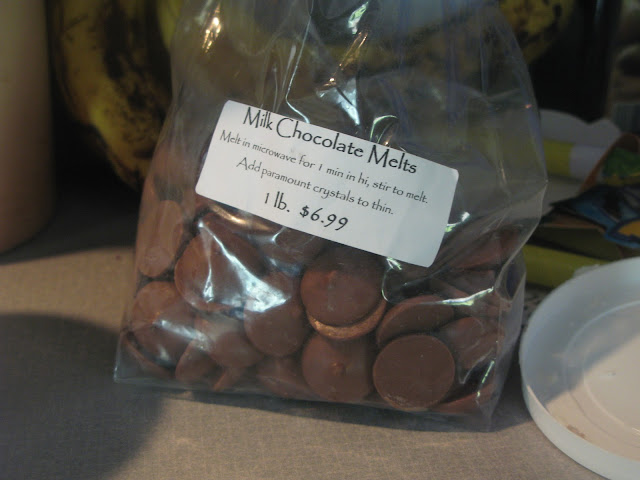 Milk Chocolate Melts
Melt in microwave for 1 min in hi, stir to melt.
Add paramount crystals to thin.
1 lb. $6.99